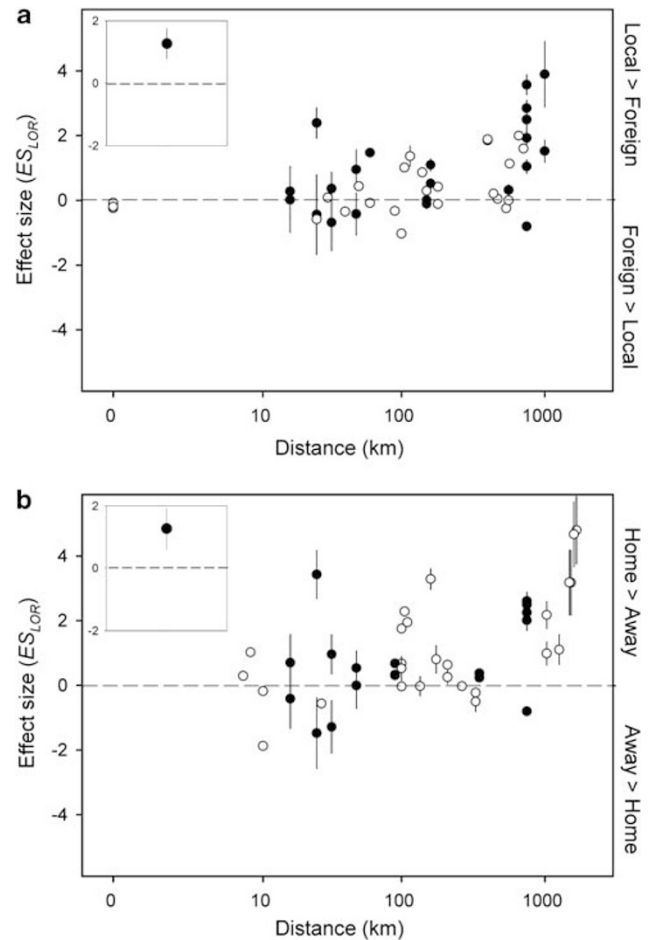 a
2
0
-2
4
2
0
-2
-4
Effect size (ES_LOR)
Local > Foreign
Foreign > Local
0
10
100
1000
Distance (km)
b
2
0
-2
4
2
0
-2
-4
Effect size (ES_LOR)
Home > Away
Away > Home
0
10
100
1000
Distance (km)